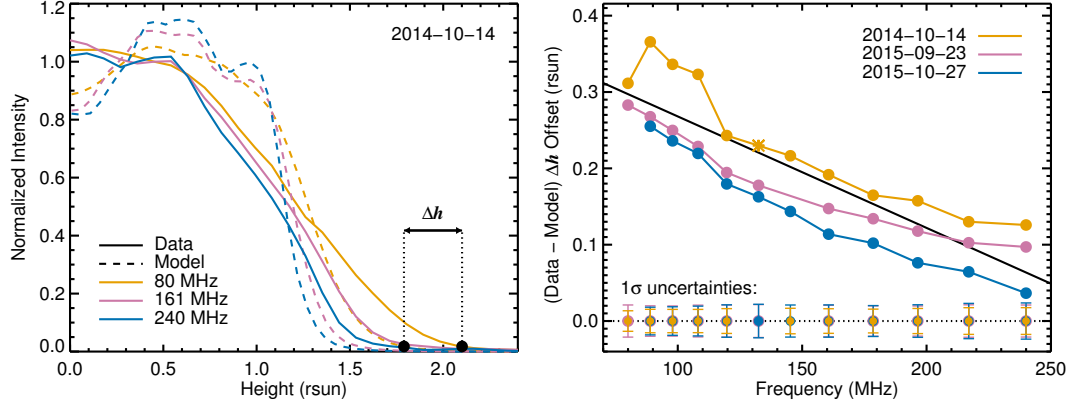 2014-10-14
Normalized Intensity
1.4
1.2
1.0
0.8
0.6
0.4
0.2
0.0
Δh
Data
Model
80 MHz
161 MHz
240 MHz
0.0 0.5 1.0 1.5 2.0
Height (rsun)
2014-10-14
2015-09-23
2015-10-27
(Data – Model) Δh Offset (rsun)
0.4
0.3
0.2
0.1
0.0
1σ uncertainties:
100 150 200 250
Frequency (MHz)